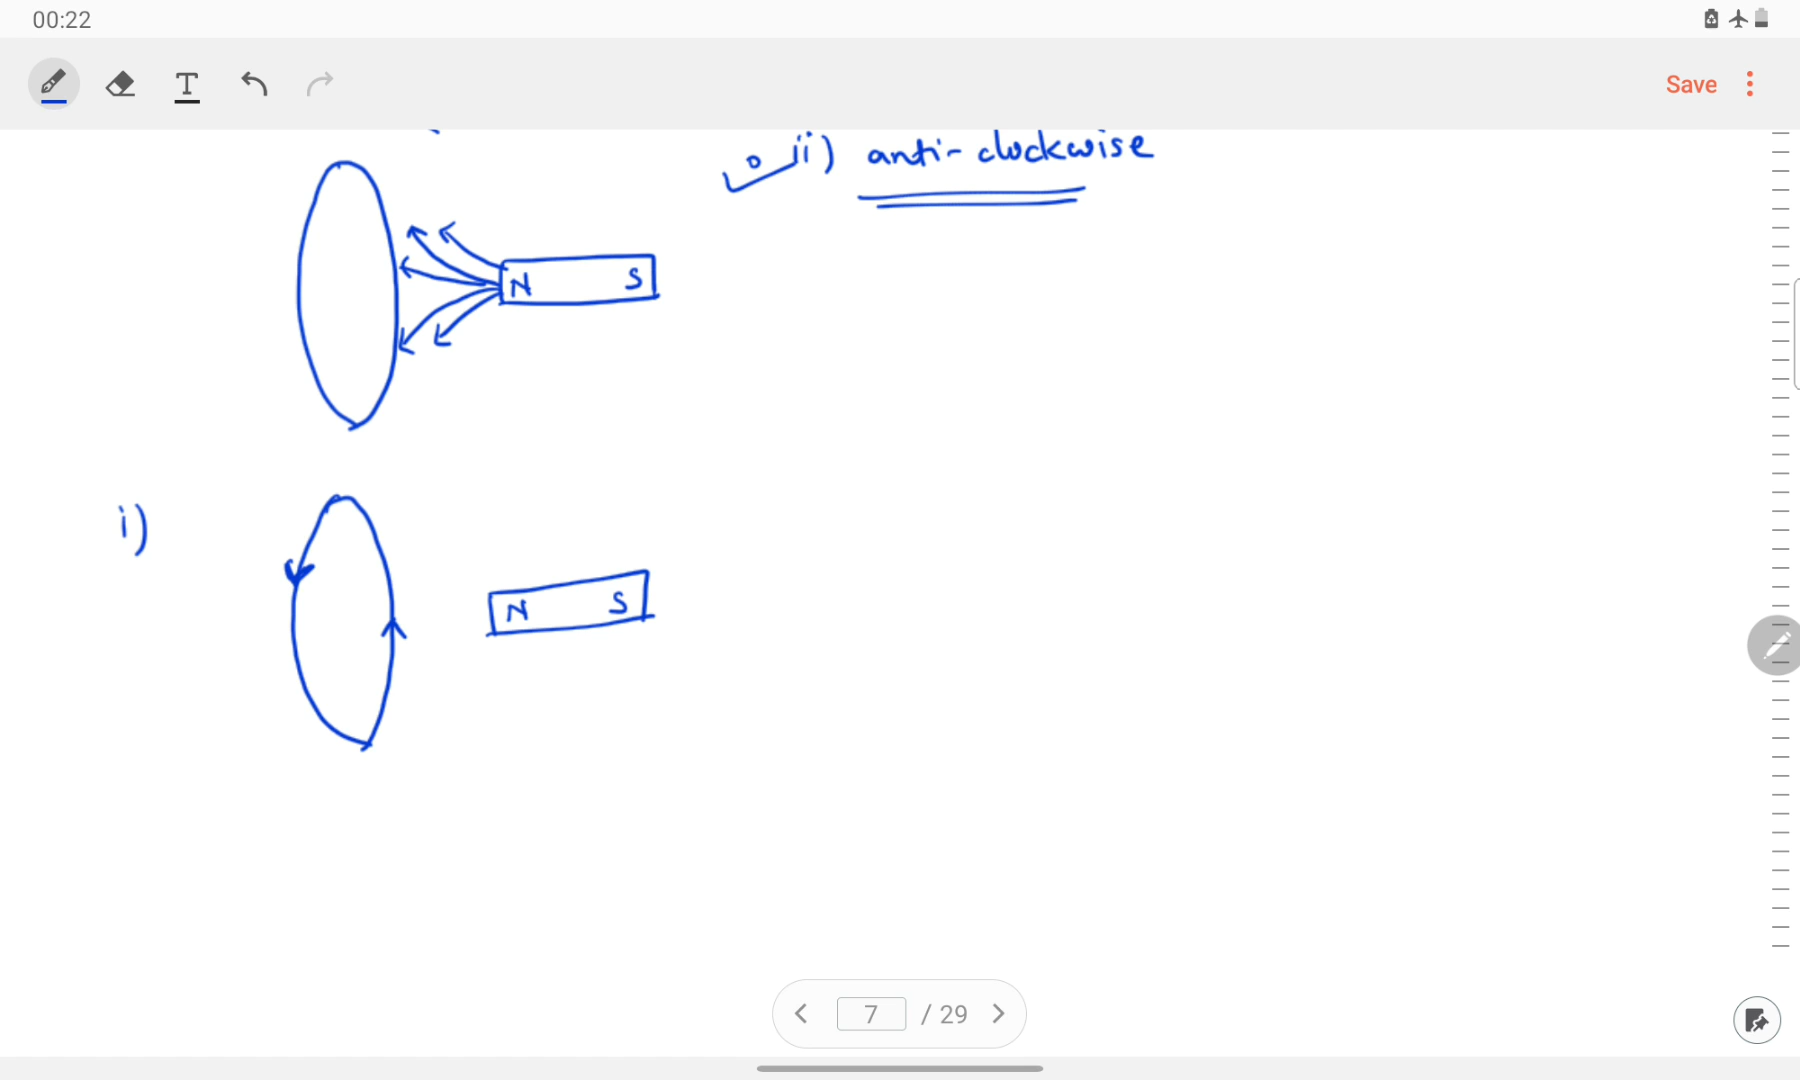 00:22
T
Save
ii) anti-clockwise
N S
i)
N S
7 / 29